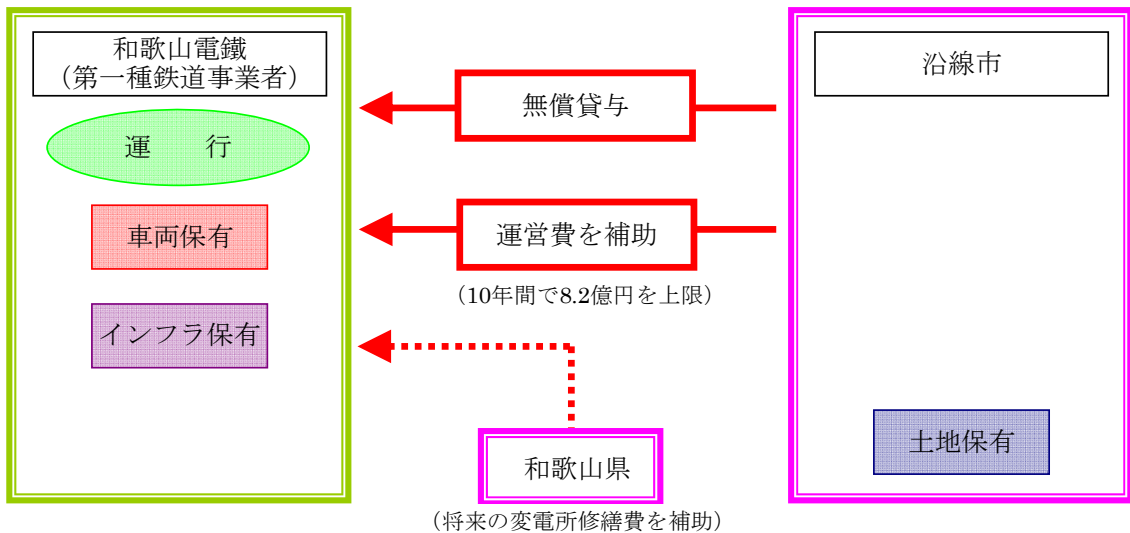 和歌山電鐵
（第一種鉄道事業者）
運　　行
車両保有
インフラ保有
無償貸与
運営費を補助
（10年間で8.2億円を上限）
和歌山県
（将来の変電所修繕費を補助）
沿線市
土地保有